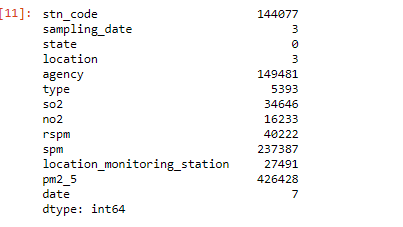 [11]: stn_code 144077
sampling_date 3
state 0
location 3
agency 149481
type 5393
so2 34646
no2 16233
rspm 40222
spm 237387
location_monitoring_station 27491
pm2_5 426428
date 7
dtype: int64